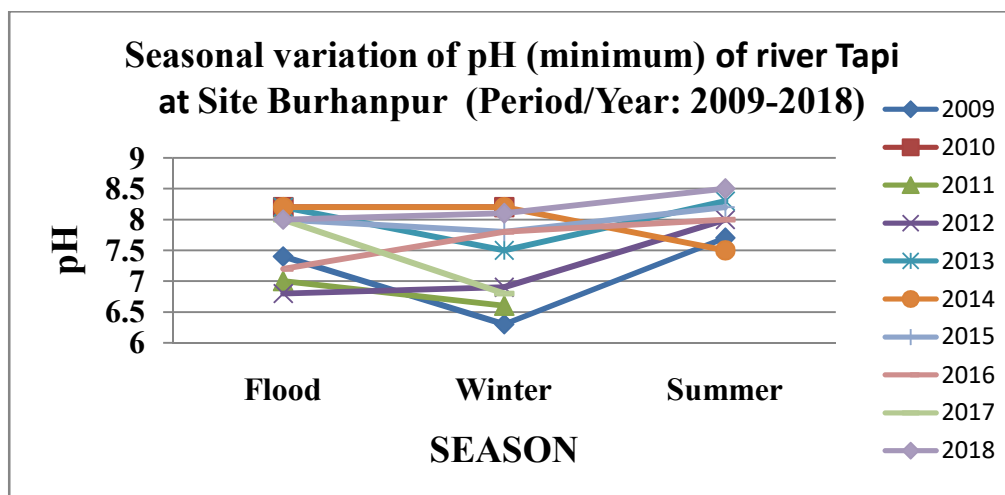 Seasonal variation of pH (minimum) of river Tapi
at Site Burhanpur (Period/Year: 2009-2018)
9
8.5
8
7.5
7
6.5
6
pH
Flood
Winter
Summer
SEASON
2009
2010
2011
2012
2013
2014
2015
2016
2017
2018